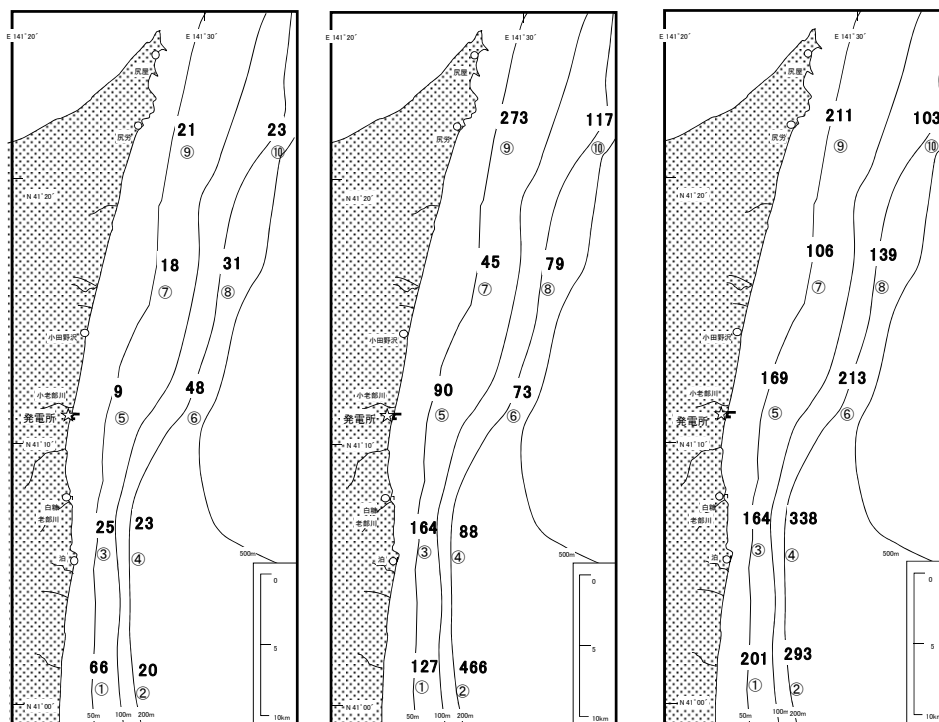 E 141°20′
E 141°30′
尻屋
尻労
21
⑨
23
⑩
N 41°20′
18
⑦
31
⑧
小田野沢
小老部川
発電所
9
⑤
48
⑥
N 41°10′
白糠
老部川
25
③
23
④
泊
500m
0
5
10km
66
①
20
②
N 41°00′
50m
100m
200m
E 141°20′
E 141°30′
尻屋
尻労
273
⑨
117
⑩
N 41°20′
45
⑦
79
⑧
小田野沢
小老部川
発電所
90
⑤
73
⑥
N 41°10′
白糠
老部川
164
③
88
④
泊
500m
0
5
10km
127
①
466
②
N 41°00′
50m
100m
200m
E 141°20′
E 141°30′
尻屋
尻労
211
⑨
103
⑩
N 41°20′
106
⑦
139
⑧
小田野沢
小老部川
発電所
169
⑤
213
⑥
N 41°10′
白糠
老部川
164
③
338
④
泊
500m
0
5
10km
201
①
293
②
N 41°00′
50m
100m
200m